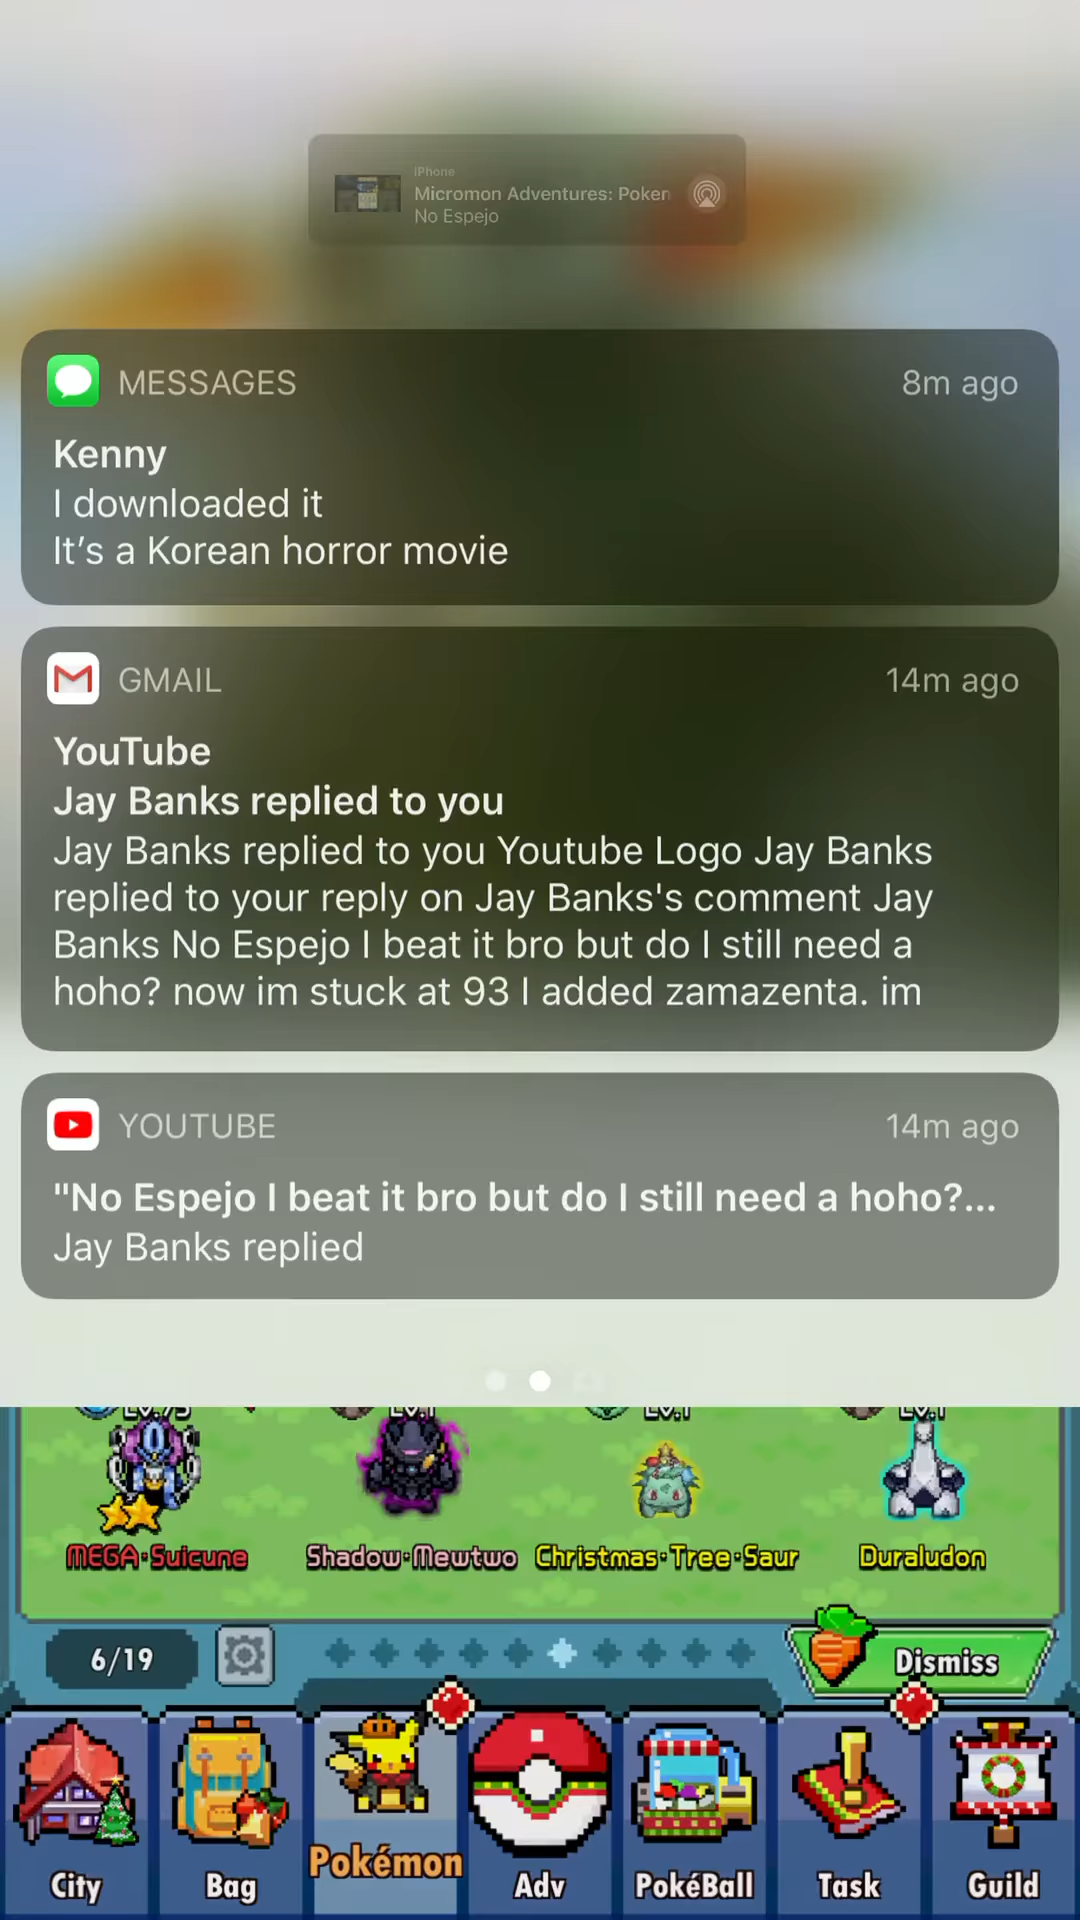 iPhone
Micromon Adventures: Poken
No Espejo
MESSAGES
8m ago
Kenny
I downloaded it
It's a Korean horror movie
GMAIL
14m ago
YouTube
Jay Banks replied to you
Jay Banks replied to you Youtube Logo Jay Banks
replied to your reply on Jay Banks's comment Jay
Banks No Espejo I beat it bro but do I still need a
hoho? now im stuck at 93 I added zamazenta. im
YOUTUBE
14m ago
"No Espejo I beat it bro but do I still need a hoho?...
Jay Banks replied
MEGA·Suicune
Shadow·Mewtwo
Christmas·Tree·Saur
Duraludon
6/19
Dismiss
City
Bag
Pokémon
Adv
PokéBall
Task
Guild